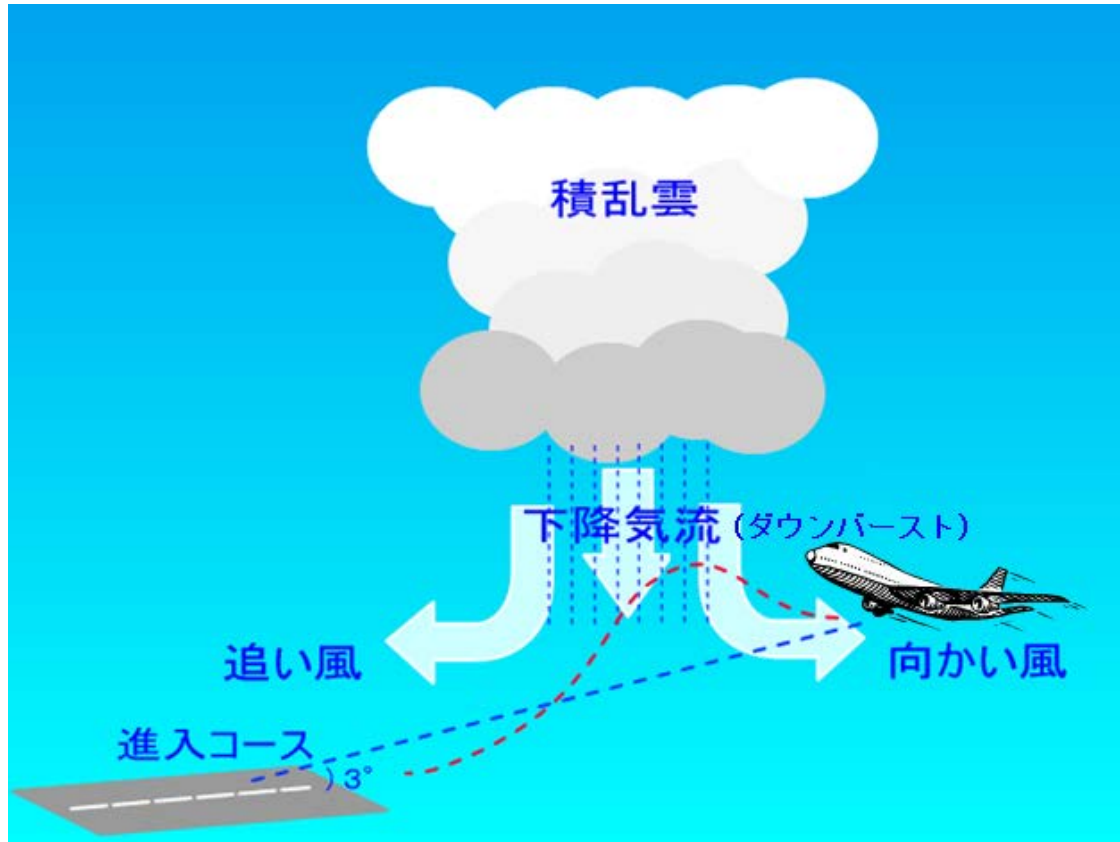 積乱雲
下降気流(ダウンバースト)
追い風
向かい風
進入コース
3°